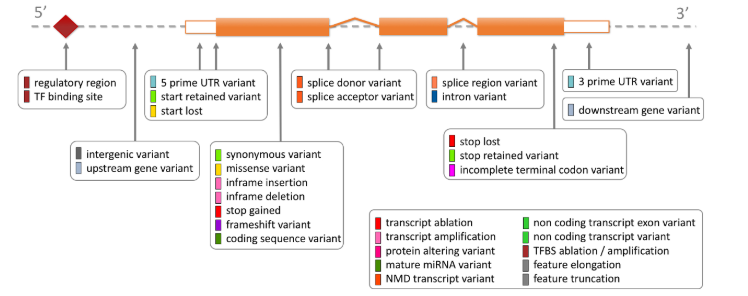 5’
3’
regulatory region
TF binding site
5 prime UTR variant
start retained variant
start lost
splice donor variant
splice acceptor variant
splice region variant
intron variant
3 prime UTR variant
downstream gene variant
intergenic variant
upstream gene variant
synonymous variant
missense variant
inframe insertion
inframe deletion
stop gained
frameshift variant
coding sequence variant
stop lost
stop retained variant
incomplete terminal codon variant
transcript ablation
transcript amplification
protein altering variant
mature miRNA variant
NMD transcript variant
non coding transcript exon variant
non coding transcript variant
TFBS ablation / amplification
feature elongation
feature truncation